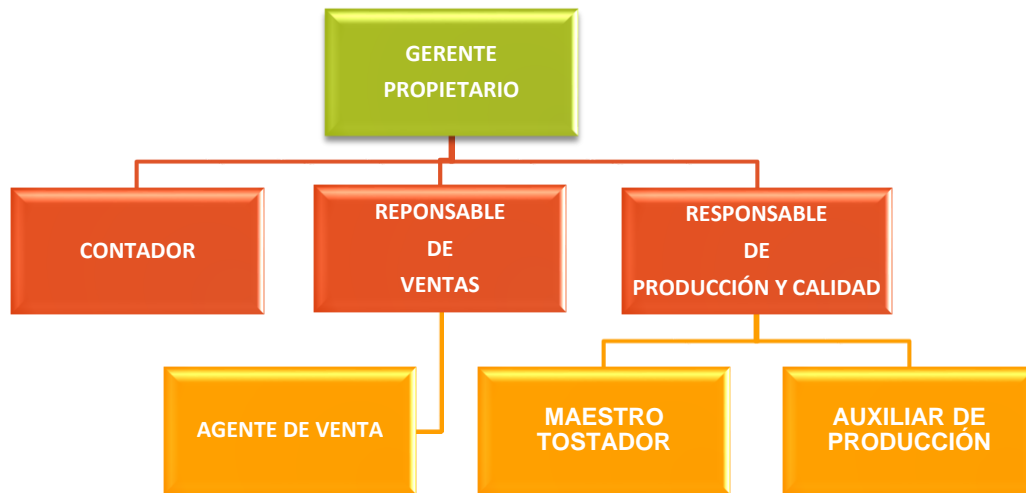 GERENTE
PROPIETARIO
CONTADOR
REPONSABLE
DE
VENTAS
RESPONSABLE
DE
PRODUCCIÓN Y CALIDAD
AGENTE DE VENTA
MAESTRO
TOSTADOR
AUXILIAR DE
PRODUCCIÓN